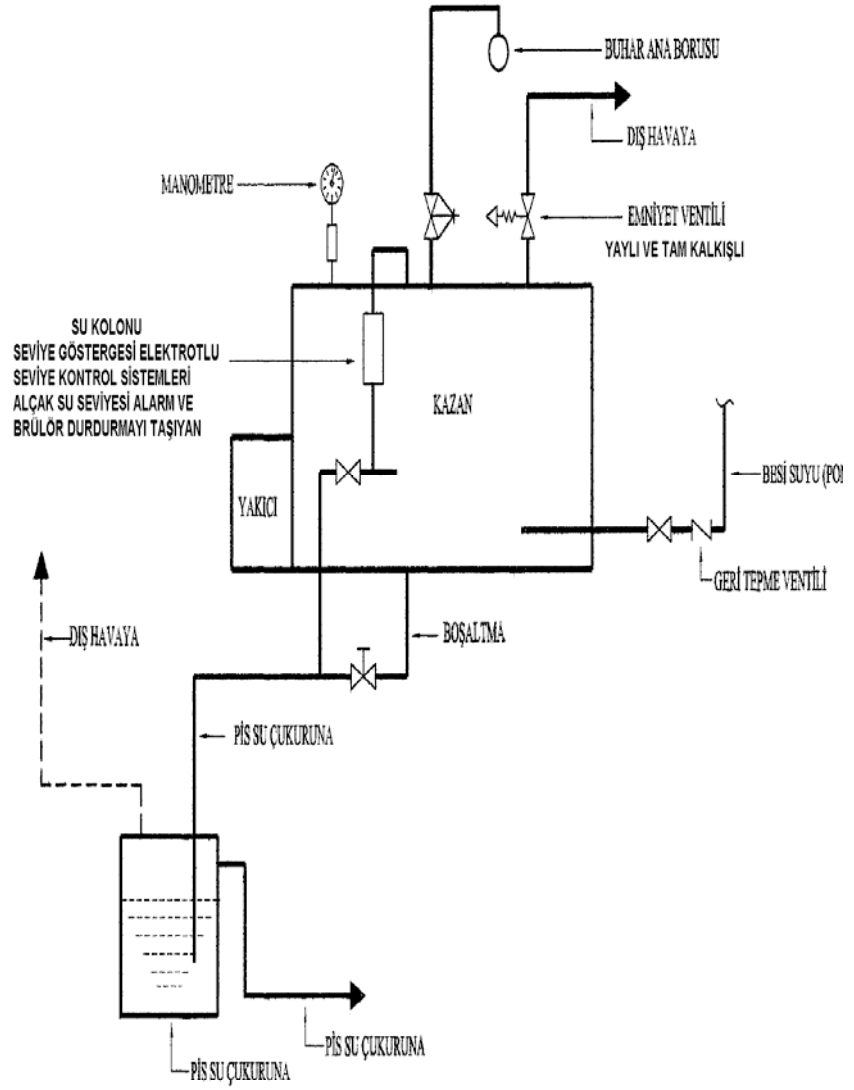 BUHAR ANA BORUSU
DIŞ HAVAYA
MANOMETRE
EMNİYET VENTİLİ
YAYLI VE TAM KALKIŞLI
SU KOLONU
SEVİYE GÖSTERGESİ ELEKTROTLU
SEVİYE KONTROL SİSTEMLERİ
ALÇAK SU SEVİYESİ ALARM VE
BRÜLÖR DURDURMAYI TAŞIYAN
KAZAN
YAKICI
BESİ SUYU
GERİ TEPME VENTİLİ
DIŞ HAVAYA
BOŞALTMA
PİS SU ÇUKURUNA
PİS SU ÇUKURUNA
PİS SU ÇUKURUNA